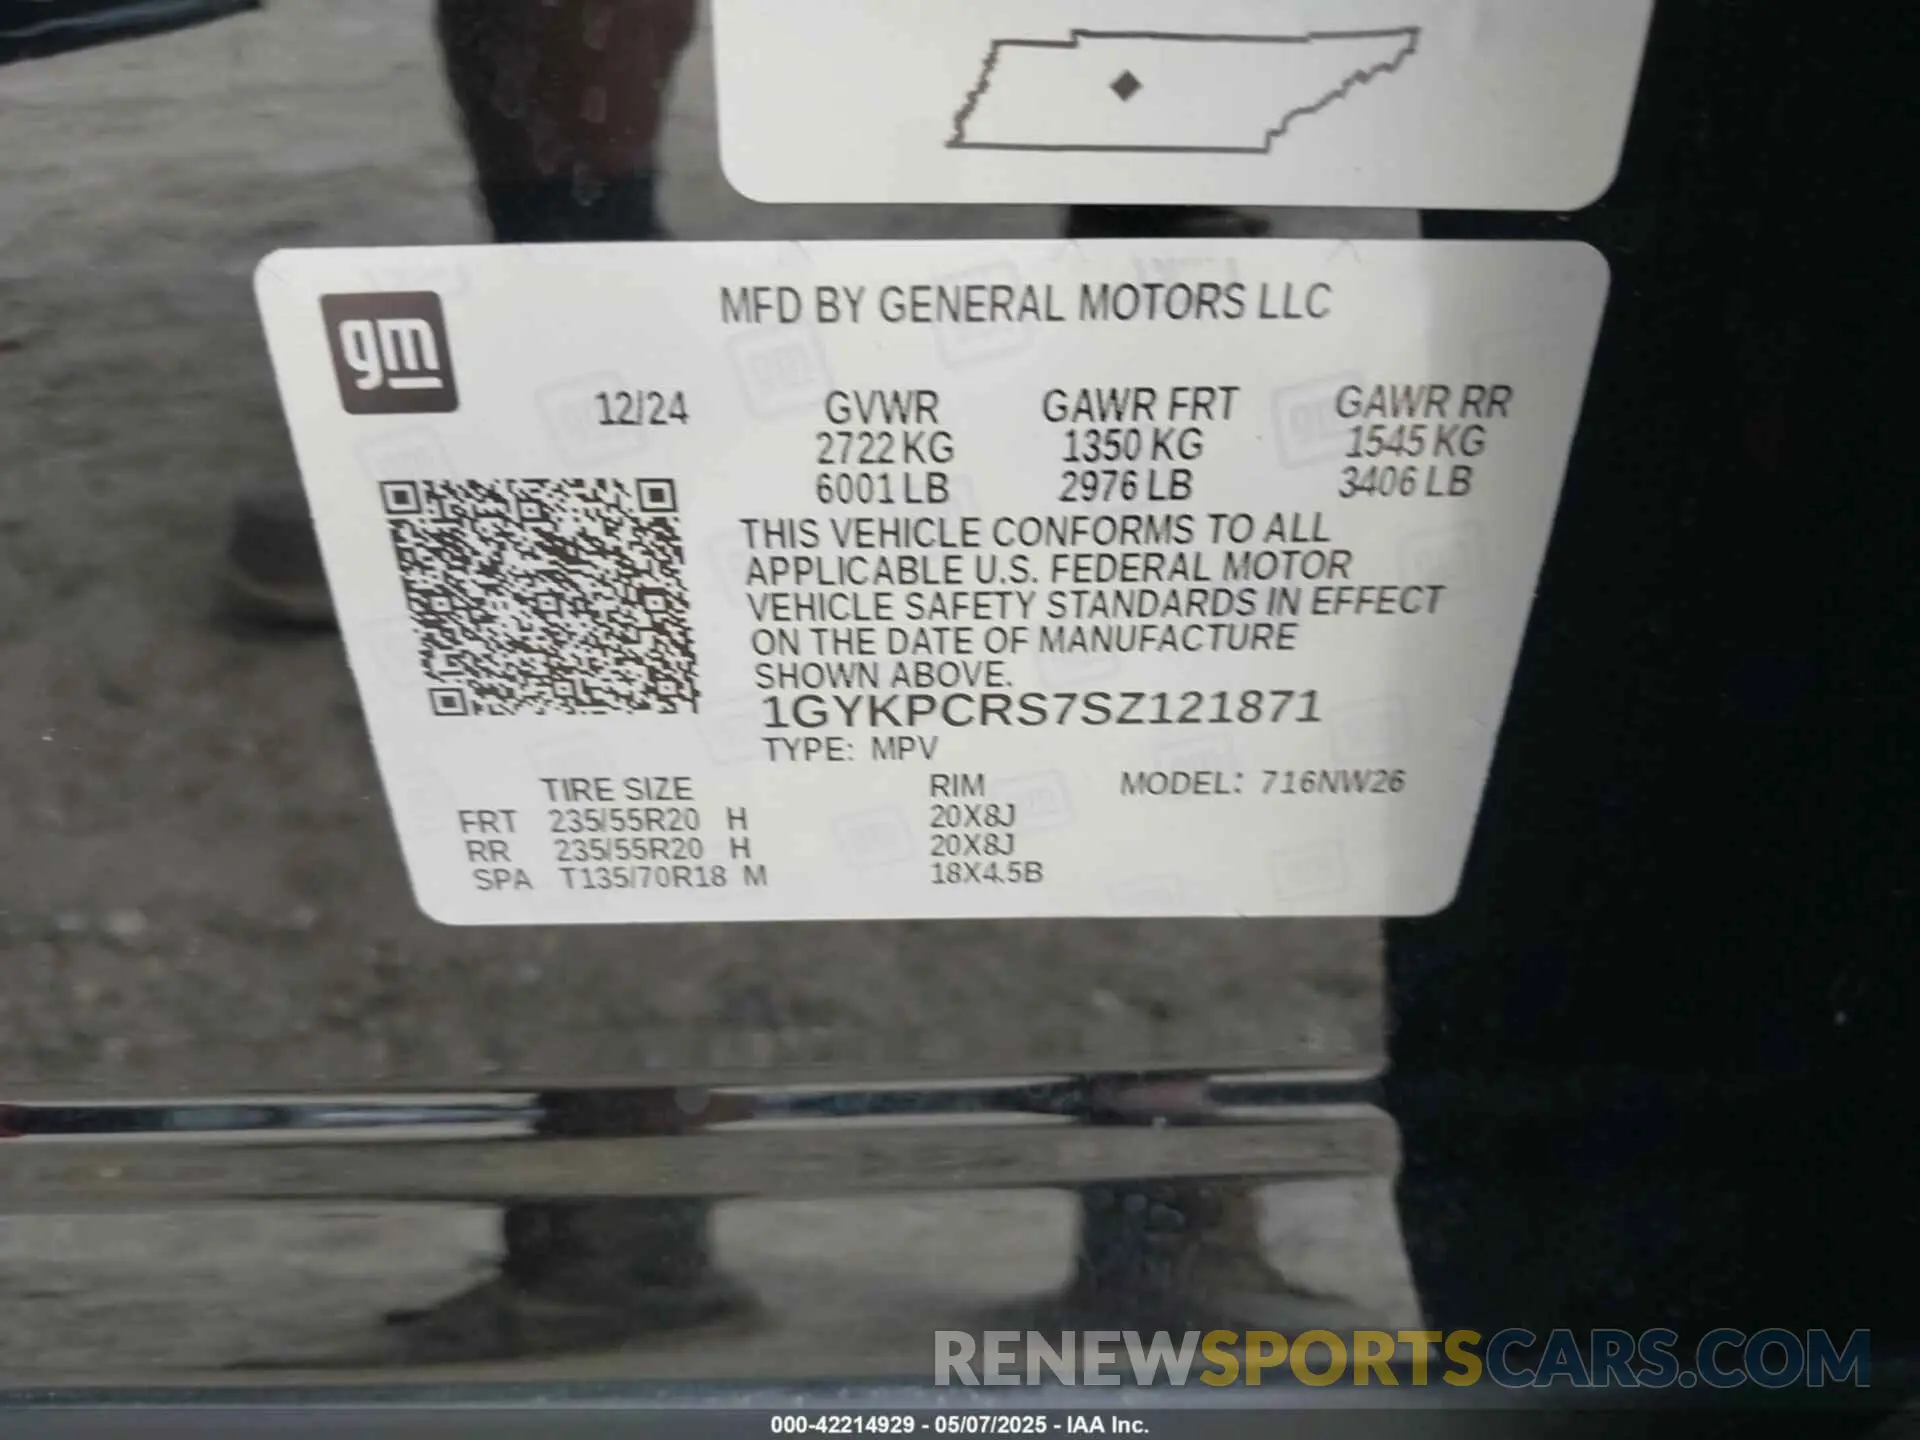 gm
MFD BY GENERAL MOTORS LLC
12/24 GVWR GAWR FRT GAWR RR
2722 KG 1350 KG 1545 KG
6001 LB 2976 LB 3406 LB
THIS VEHICLE CONFORMS TO ALL
APPLICABLE U.S. FEDERAL MOTOR
VEHICLE SAFETY STANDARDS IN EFFECT
ON THE DATE OF MANUFACTURE
SHOWN ABOVE.
1GYKPCRS7SZ121871
TYPE: MPV
TIRE SIZE RIM MODEL: 716NW26
FRT 235/55R20 H 20X8J
RR 235/55R20 H 20X8J
SPA T135/70R18 M 18X4.5B
RENEWSPORTSCARS.COM
000-42214929 - 05/07/2025 - IAA Inc.